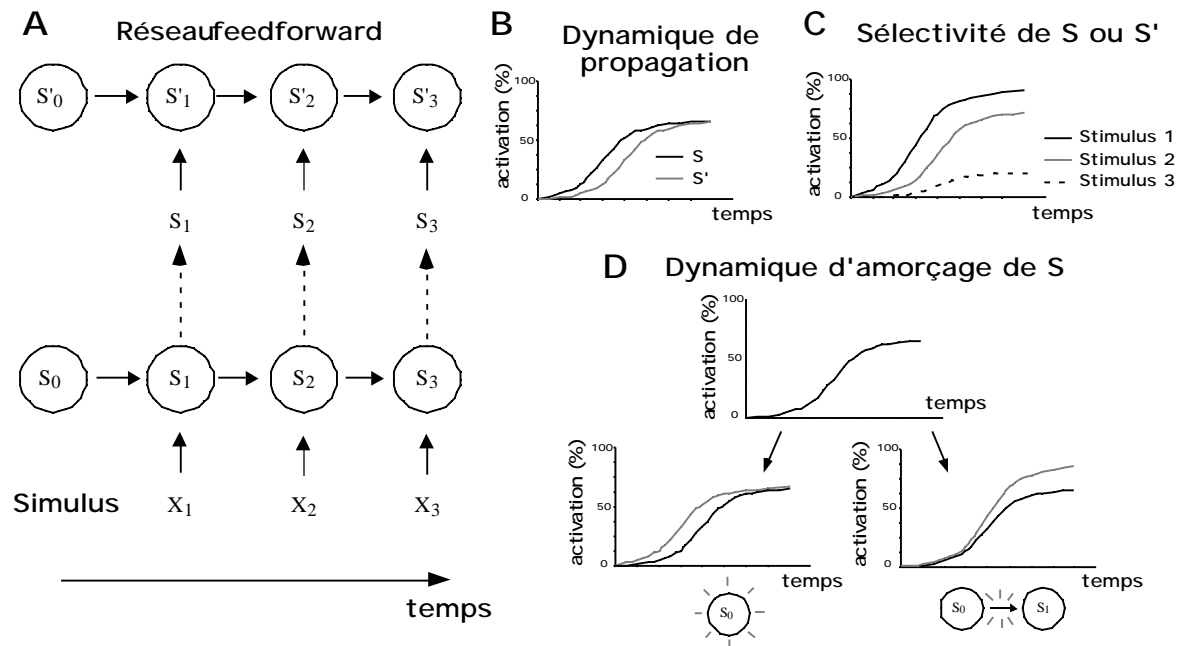 A
Réseaufeedforward
S'0
S'1
S'2
S'3
S1
S2
S3
S0
S1
S2
S3
Simulus
X1
X2
X3
temps
B
Dynamique de
propagation
activation (%)
100
50
0
S
S'
temps
C
Sélectivité de S ou S'
activation (%)
100
50
0
Stimulus 1
Stimulus 2
Stimulus 3
temps
D
Dynamique d'amorçage de S
activation (%)
100
50
0
temps
activation (%)
100
50
0
temps
S0
activation (%)
100
50
0
temps
S0
S1